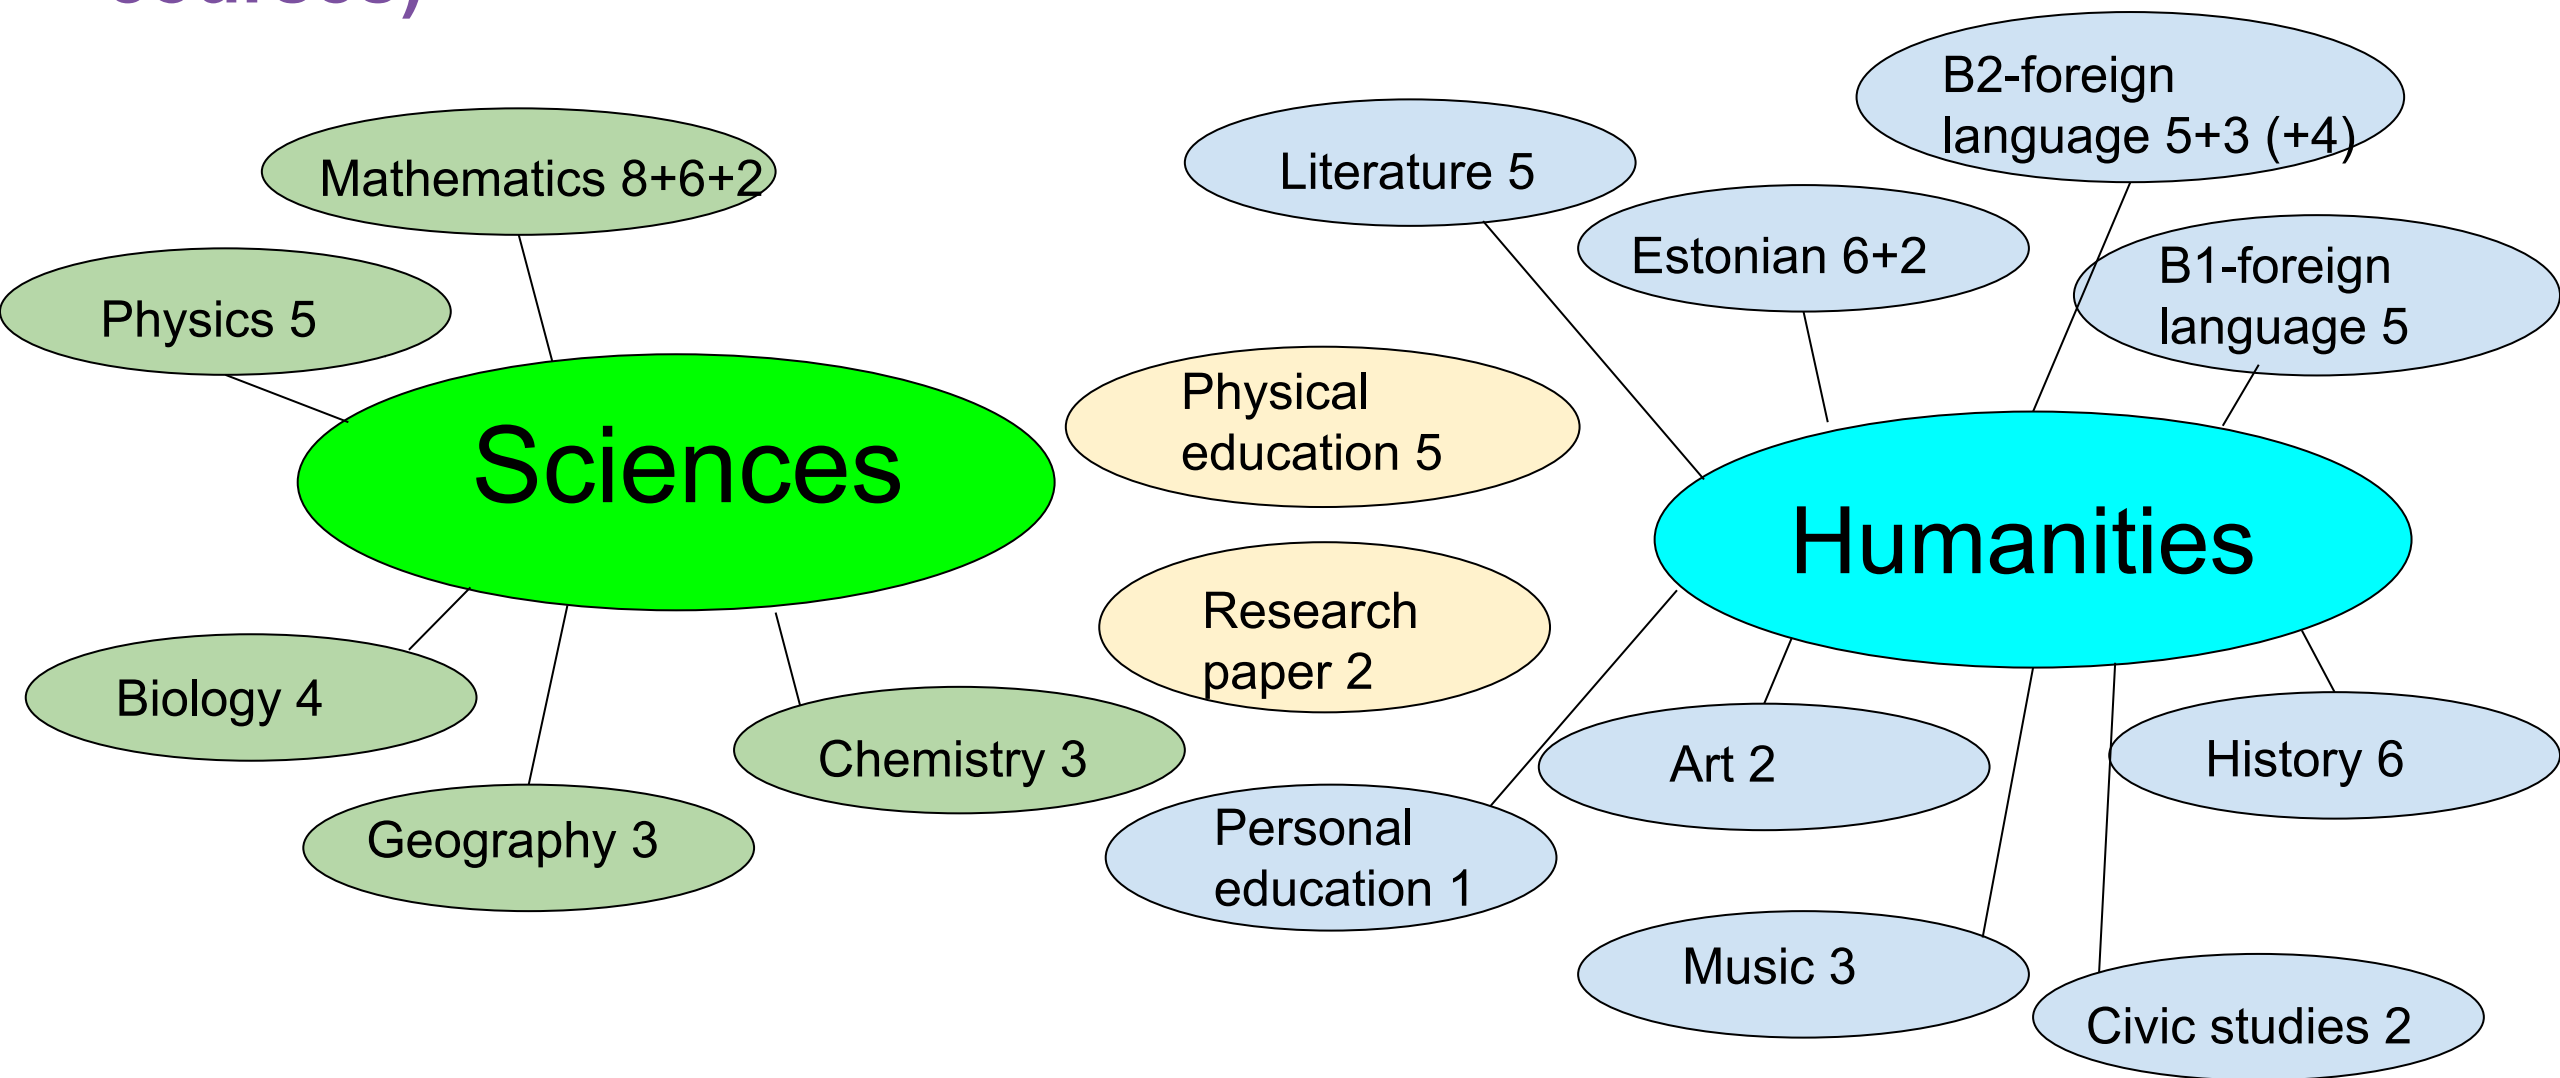 courses)
B2-foreign
language 5+3 (+4)
Literature 5
Mathematics 8+6+2
Estonian 6+2
B1-foreign
language 5
Physics 5
Physical
education 5
Sciences
Humanities
Research
paper 2
Biology 4
Chemistry 3
Geography 3
Personal
education 1
Art 2
History 6
Music 3
Civic studies 2